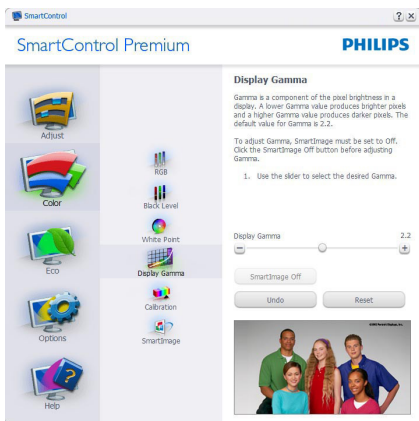 SmartControl
SmartControl Premium
PHILIPS
Adjust
Color
Eco
Options
Help
RGB
Black Level
White Point
Display Gamma
Calibration
SmartImage
Display Gamma
Gamma is a component of the pixel brightness in a
display. A lower Gamma value produces brighter pixels
and a higher Gamma value produces darker pixels. The
default value for Gamma is 2.2.
To adjust Gamma, SmartImage must be set to Off.
Click the SmartImage Off button before adjusting
Gamma.
1. Use the slider to select the desired Gamma.
Display Gamma 2.2
SmartImage Off
Undo Reset